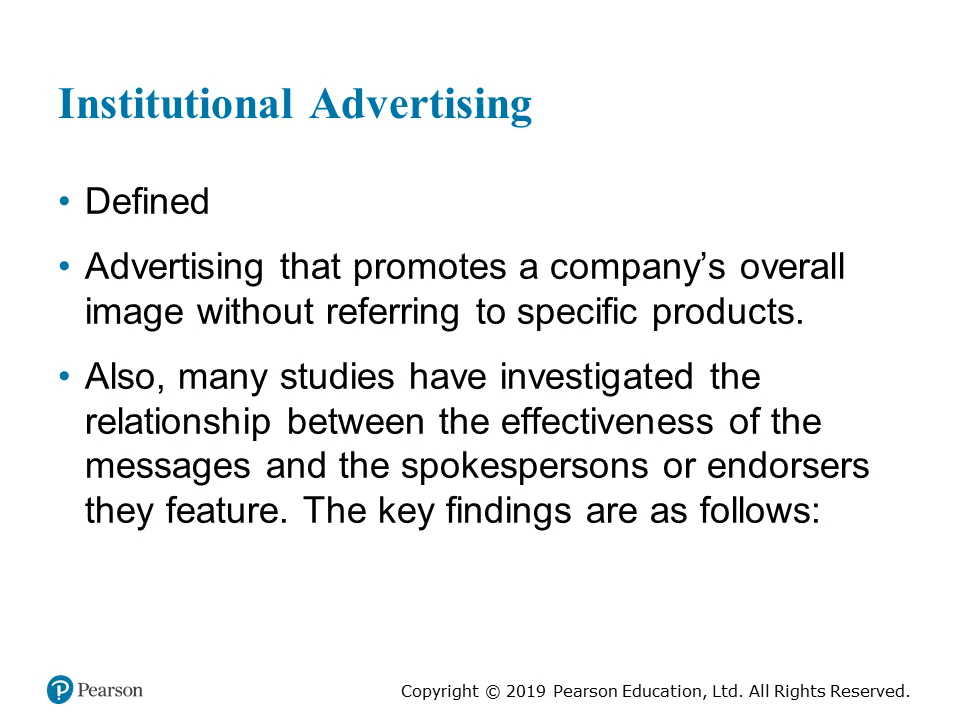 Institutional Advertising
• Defined
• Advertising that promotes a company’s overall
image without referring to specific products.
• Also, many studies have investigated the
relationship between the effectiveness of the
messages and the spokespersons or endorsers
they feature. The key findings are as follows:
P Pearson
Copyright © 2019 Pearson Education, Ltd. All Rights Reserved.